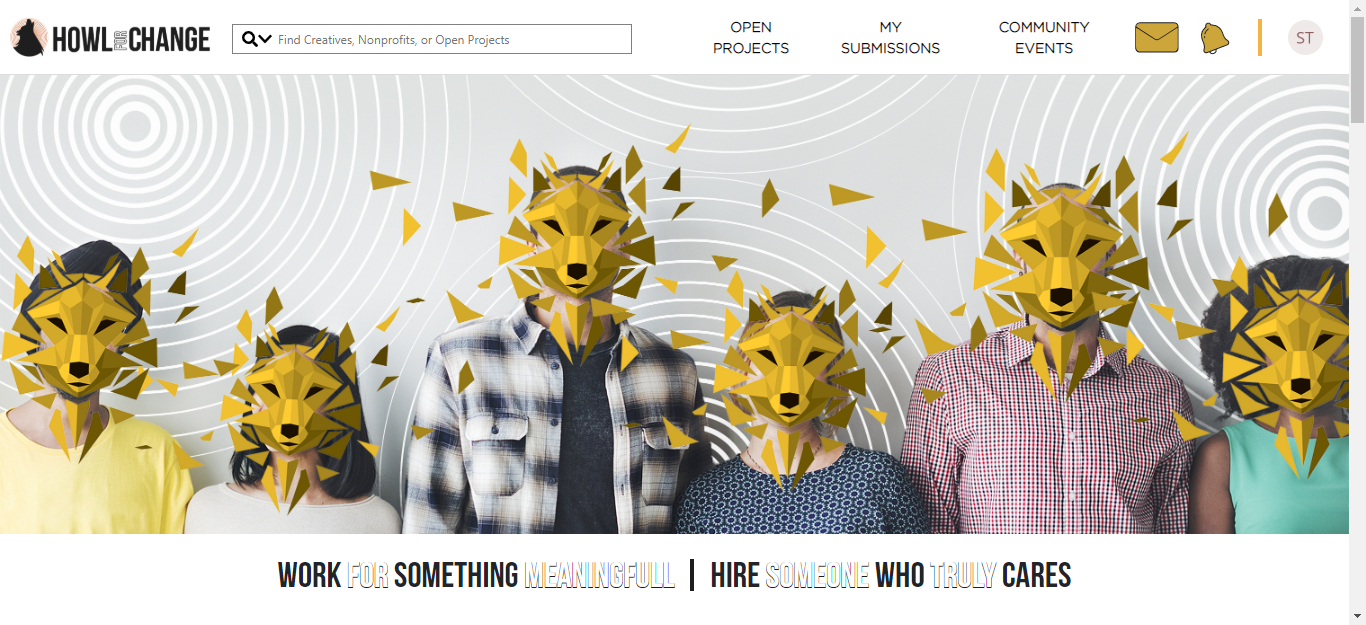 HOWL FOR CHANGE
Find Creatives, Nonprofits, or Open Projects
OPEN
PROJECTS
MY
SUBMISSIONS
COMMUNITY
EVENTS
ST
WORK FOR SOMETHING MEANINGFULL | HIRE SOMEONE WHO TRULY CARES